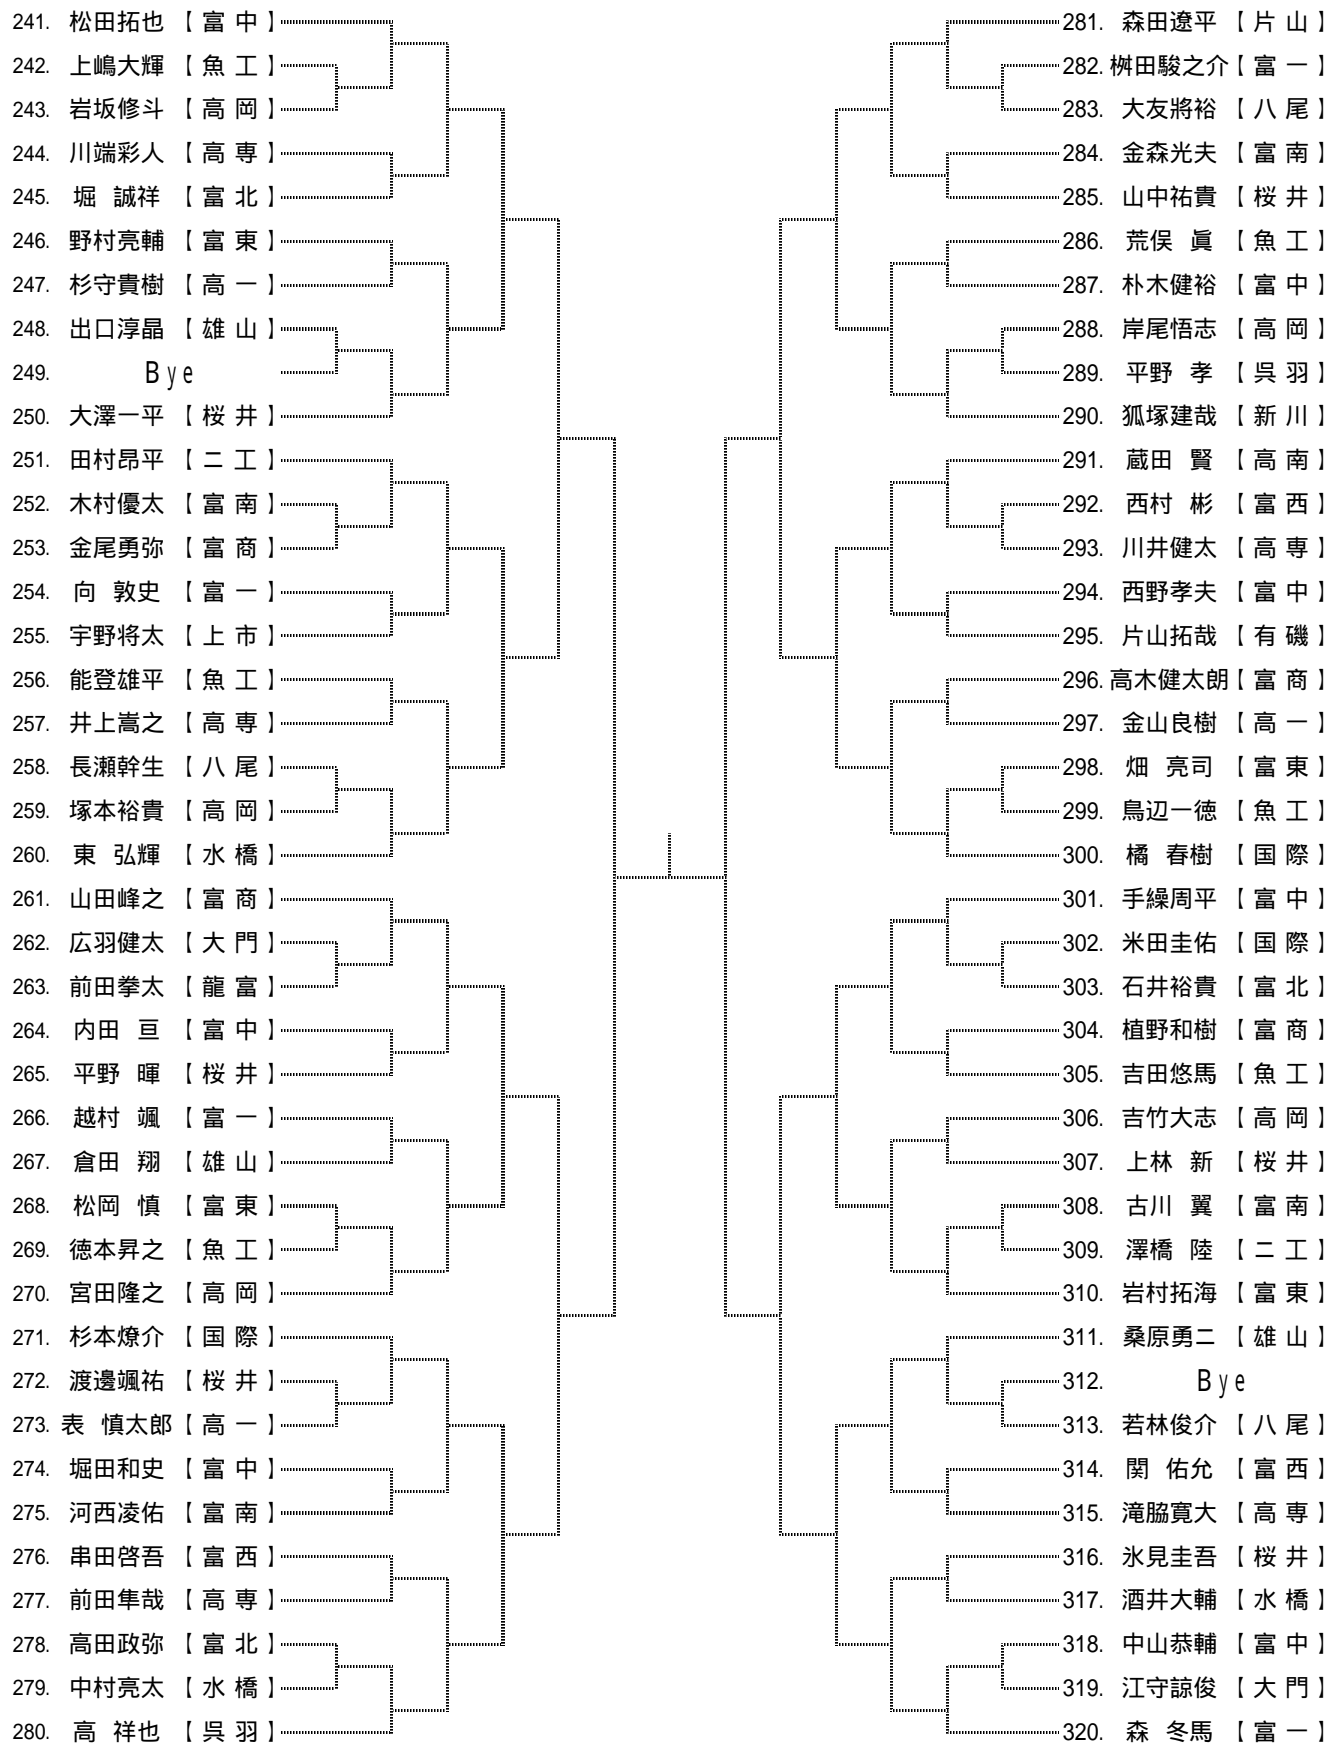 241. 松田拓也 【 富 中 】
242. 上嶋大輝 【 魚 工 】
243. 岩坂修斗 【 高 岡 】
244. 川端彩人 【 高 専 】
245. 堀 誠祥 【 富 北 】
246. 野村亮輔 【 富 東 】
247. 杉守貴樹 【 高 一 】
248. 出口淳晶 【 雄 山 】
249. Bye
250. 大澤一平 【 桜 井 】
251. 田村昂平 【 二 工 】
252. 木村優太 【 富 南 】
253. 金尾勇弥 【 富 商 】
254. 向 敦史 【 富 一 】
255. 宇野将太 【 上 市 】
256. 能登雄平 【 魚 工 】
257. 井上嵩之 【 高 専 】
258. 長瀬幹生 【 八 尾 】
259. 塚本裕貴 【 高 岡 】
260. 東 弘輝 【 水 橋 】
261. 山田峰之 【 富 商 】
262. 広羽健太 【 大 門 】
263. 前田拳太 【 龍 富 】
264. 内田 亘 【 富 中 】
265. 平野 暉 【 桜 井 】
266. 越村 颯 【 富 一 】
267. 倉田 翔 【 雄 山 】
268. 松岡 慎 【 富 東 】
269. 徳本昇之 【 魚 工 】
270. 宮田隆之 【 高 岡 】
271. 杉本燎介 【 国 際 】
272. 渡邊颯祐 【 桜 井 】
273. 表 慎太郎【 高 一 】
274. 堀田和史 【 富 中 】
275. 河西凌佑 【 富 南 】
276. 串田啓吾 【 富 西 】
277. 前田隼哉 【 高 専 】
278. 高田政弥 【 富 北 】
279. 中村亮太 【 水 橋 】
280. 高 祥也 【 呉 羽 】
281. 森田遼平 【 片 山 】
282. 桝田駿之介【 富 一 】
283. 大友將裕 【 八 尾 】
284. 金森光夫 【 富 南 】
285. 山中祐貴 【 桜 井 】
286. 荒俣 眞 【 魚 工 】
287. 朴木健裕 【 富 中 】
288. 岸尾悟志 【 高 岡 】
289. 平野 孝 【 呉 羽 】
290. 狐塚建哉 【 新 川 】
291. 蔵田 賢 【 高 南 】
292. 西村 彬 【 富 西 】
293. 川井健太 【 高 専 】
294. 西野孝夫 【 富 中 】
295. 片山拓哉 【 有 磯 】
296. 高木健太朗【 富 商 】
297. 金山良樹 【 高 一 】
298. 畑 亮司 【 富 東 】
299. 鳥辺一徳 【 魚 工 】
300. 橘 春樹 【 国 際 】
301. 手繰周平 【 富 中 】
302. 米田圭佑 【 国 際 】
303. 石井裕貴 【 富 北 】
304. 植野和樹 【 富 商 】
305. 吉田悠馬 【 魚 工 】
306. 吉竹大志 【 高 岡 】
307. 上林 新 【 桜 井 】
308. 古川 翼 【 富 南 】
309. 澤橋 陸 【 二 工 】
310. 岩村拓海 【 富 東 】
311. 桑原勇二 【 雄 山 】
312. Bye
313. 若林俊介 【 八 尾 】
314. 関 佑允 【 富 西 】
315. 滝脇寛大 【 高 専 】
316. 氷見圭吾 【 桜 井 】
317. 酒井大輔 【 水 橋 】
318. 中山恭輔 【 富 中 】
319. 江守諒俊 【 大 門 】
320. 森 冬馬 【 富 一 】